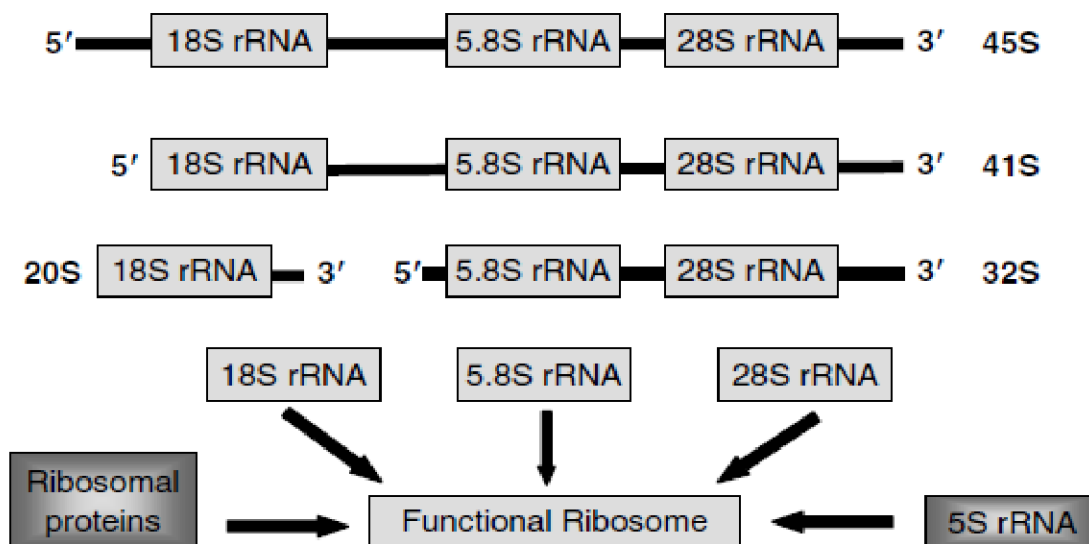 5′ 18S rRNA 5.8S rRNA 28S rRNA 3′ 45S
5′ 18S rRNA 5.8S rRNA 28S rRNA 3′ 41S
20S 18S rRNA 3′ 5′ 5.8S rRNA 28S rRNA 3′ 32S
18S rRNA 5.8S rRNA 28S rRNA
Ribosomal
proteins
Functional Ribosome
5S rRNA